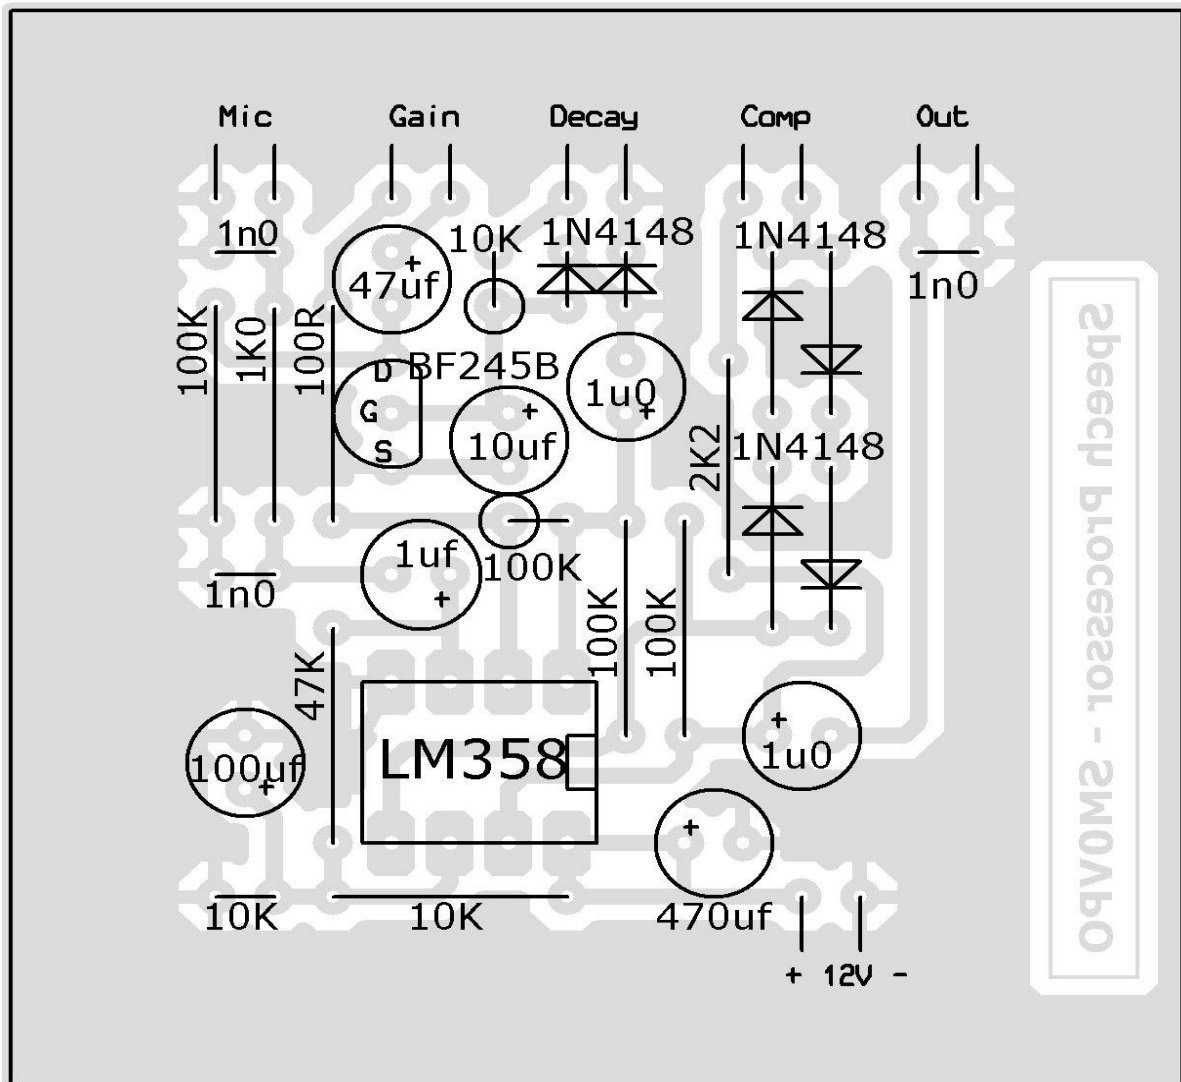 Mic Gain Decay Comp Out
1n0 10K 1N4148 1N4148
47uf 1n0
100K 1K0 100R
D BF245B
G 1u0
S 10uf 2K2 1N4148
1uf 100K
1n0 100K 100K
47K
100uf LM358 1u0
10K 10K 470uf
+ 12V -
Speech Processor - SM0VPO